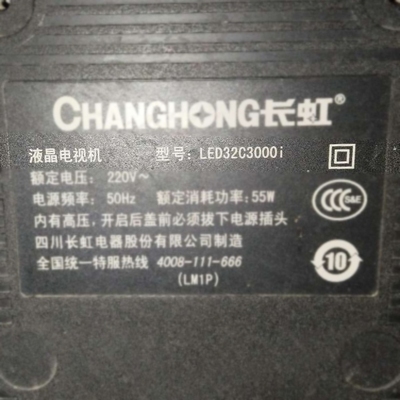 CHANGHONG长虹®
液晶电视机 型号: LED32C3000i
额定电压: 220V~
电源频率: 50Hz 额定消耗功率: 55W
内有高压，开启后盖前必须拔下电源插头
四川长虹电器股份有限公司制造
全国统一特服热线 4008-111-666
(LM1P)
CCC S&E
10